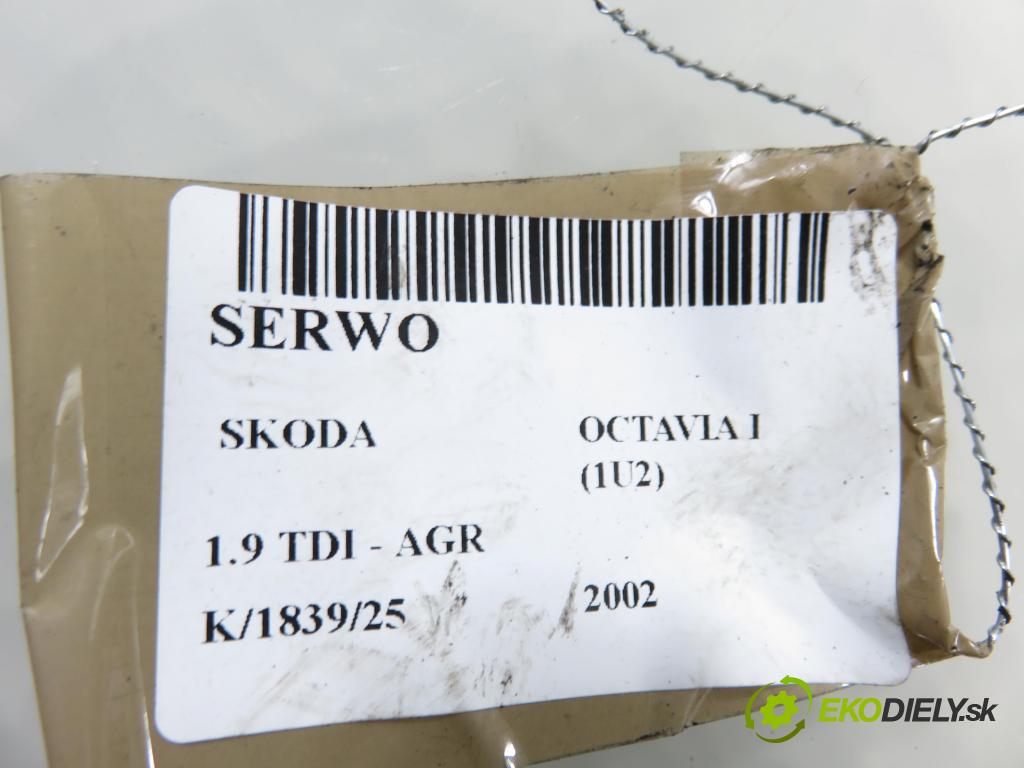 SERWO
SKODA OCTAVIA I
(1U2)
1.9 TDI - AGR
K/1839/25 2002
EKODIELY.sk